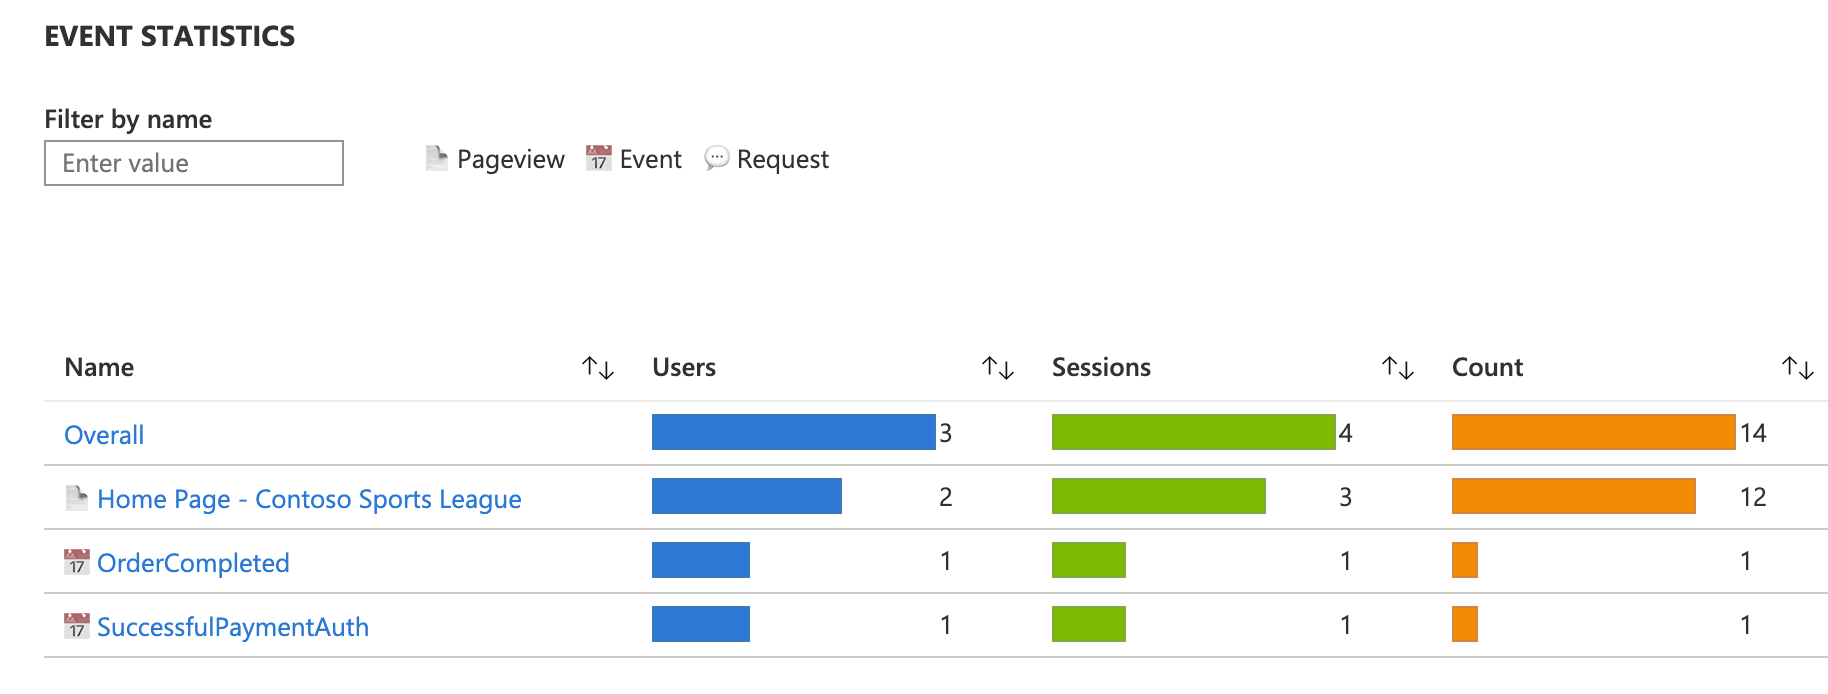 EVENT STATISTICS
Filter by name
Enter value
Pageview 17 Event Request
Name Users Sessions Count
Overall 3 4 14
Home Page - Contoso Sports League 2 3 12
17 OrderCompleted 1 1 1
17 SuccessfulPaymentAuth 1 1 1